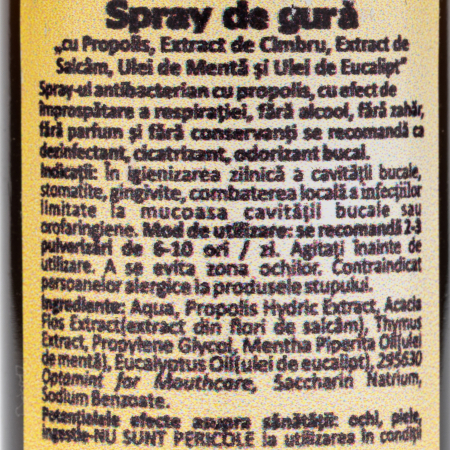 Spray de gură
„cu Propolis, Extract de Cimbru, Extract de
Salcâm, Ulei de Mentă și Ulei de Eucalipt”
Spray-ul antibacterian cu propolis, cu efect de
împrospătare a respirației, fără alcool, fără zahăr,
fără parfum și fără conservanți se recomandă ca
dezinfectant, cicatrizant, odorizant bucal.
Indicații: În igienizarea zilnică a cavității bucale,
stomatite, gingivite, combaterea locală a infecțiilor
limitate la mucoasa cavității bucale sau
orofaringiene. Mod de utilizare: se recomandă 2-3
pulverizări de 6-10 ori / zi. Agitați înainte de
utilizare. A se evita zona ochilor. Contraindicat
persoanelor alergice la produsele stupului.
Ingrediente: Aqua, Propolis Hydric Extract, Acacia
Flos Extract(extract din flori de salcâm), Thymus
Extract, Propylene Glycol, Mentha Piperita Oil(ulei
de mentă), Eucalyptus Oil(ulei de eucalipt), 295630
Optamint for Mouthcare, Saccharin Natrium,
Sodium Benzoate.
Potențialele efecte asupra sănătății: ochi, piele,
ingestie-NU SUNT PERICOLE la utilizarea în condiți